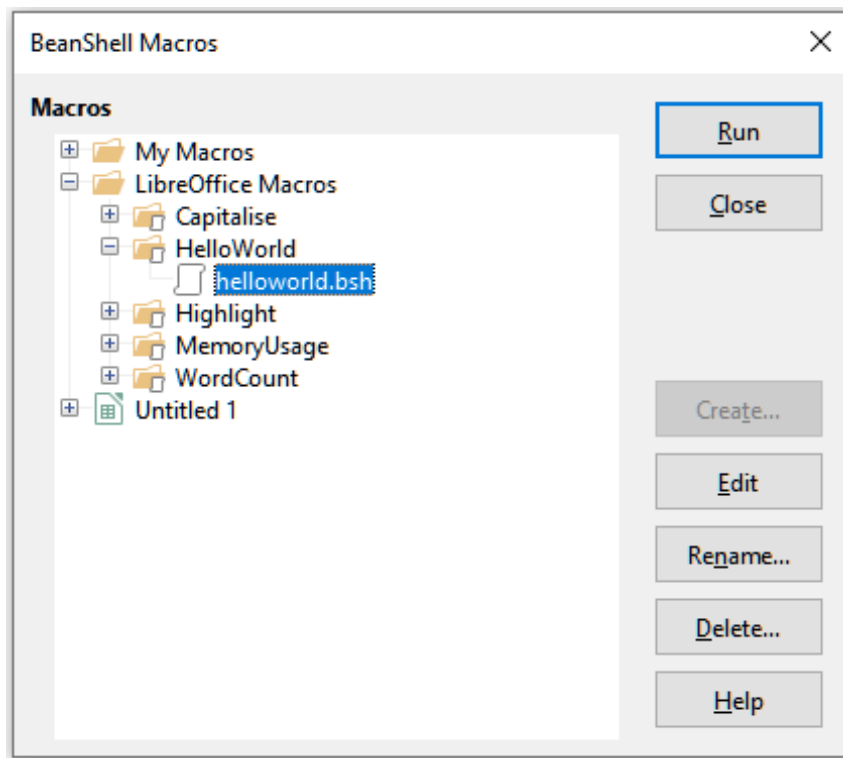 BeanShell Macros
Macros
My Macros
LibreOffice Macros
Capitalise
HelloWorld
helloworld.bsh
Highlight
MemoryUsage
WordCount
Untitled 1
Run
Close
Create...
Edit
Rename...
Delete...
Help